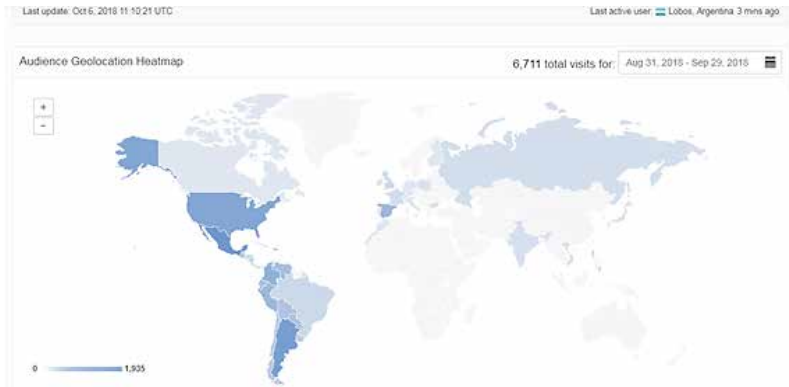 Last update: Oct 6, 2018 11:10:21 UTC
Last active user: Lobos, Argentina 3 mins ago
Audience Geolocation Heatmap
6,711 total visits for:
Aug 31, 2018 - Sep 29, 2018
+
-
0
1,935